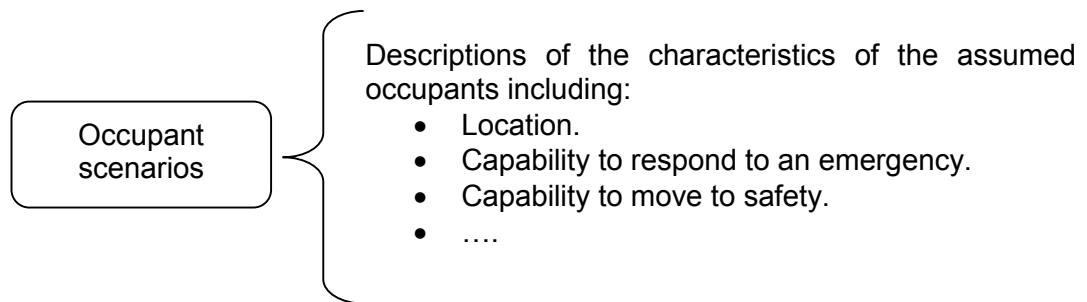 Occupant
scenarios
Descriptions of the characteristics of the assumed
occupants including:
• Location.
• Capability to respond to an emergency.
• Capability to move to safety.
• ….